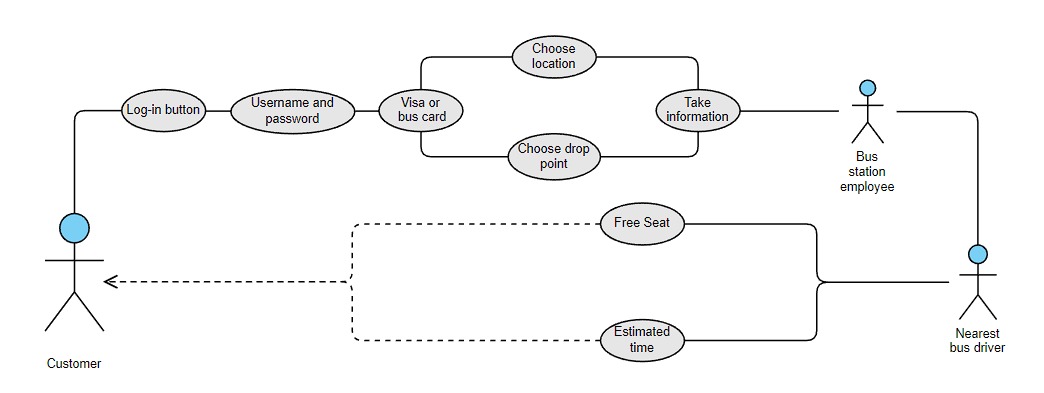 Choose
location
Log-in button
Username and
password
Visa or
bus card
Take
information
Choose drop
point
Bus
station
employee
Free Seat
Estimated
time
Nearest
bus driver
Customer